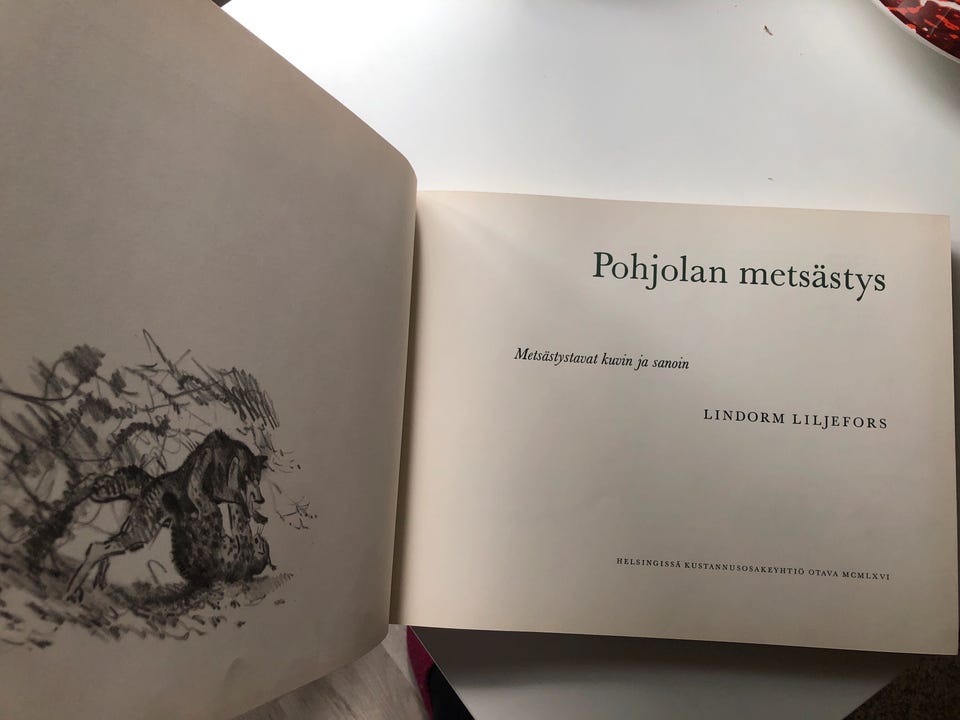 Pohjolan metsästys
Metsästystavat kuvin ja sanoin
LINDORM LILJEFORS
HELSINGISSÄ KUSTANNUSOSAKEYHTIÖ OTAVA MCMLXVI